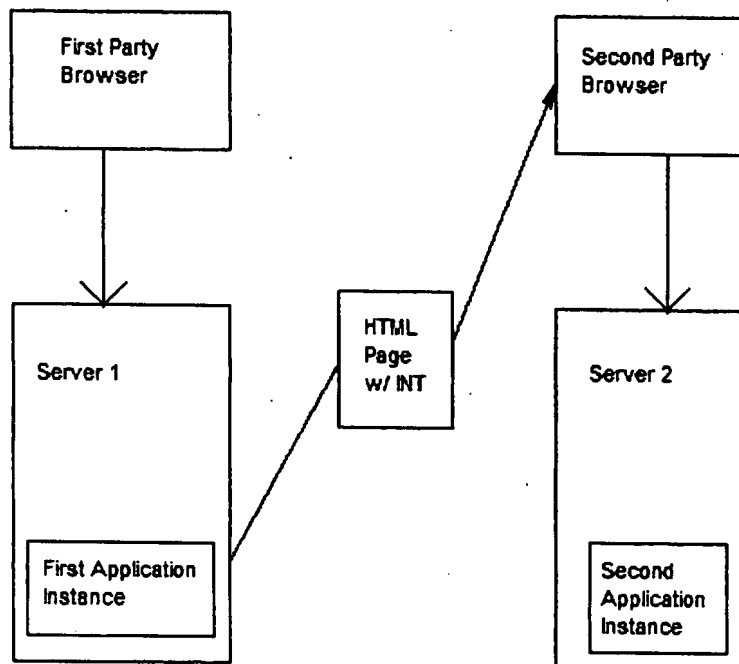 First Party
Browser
Second Party
Browser
HTML
Page
w/ INT
Server 1
Server 2
First Application
Instance
Second
Application
Instance